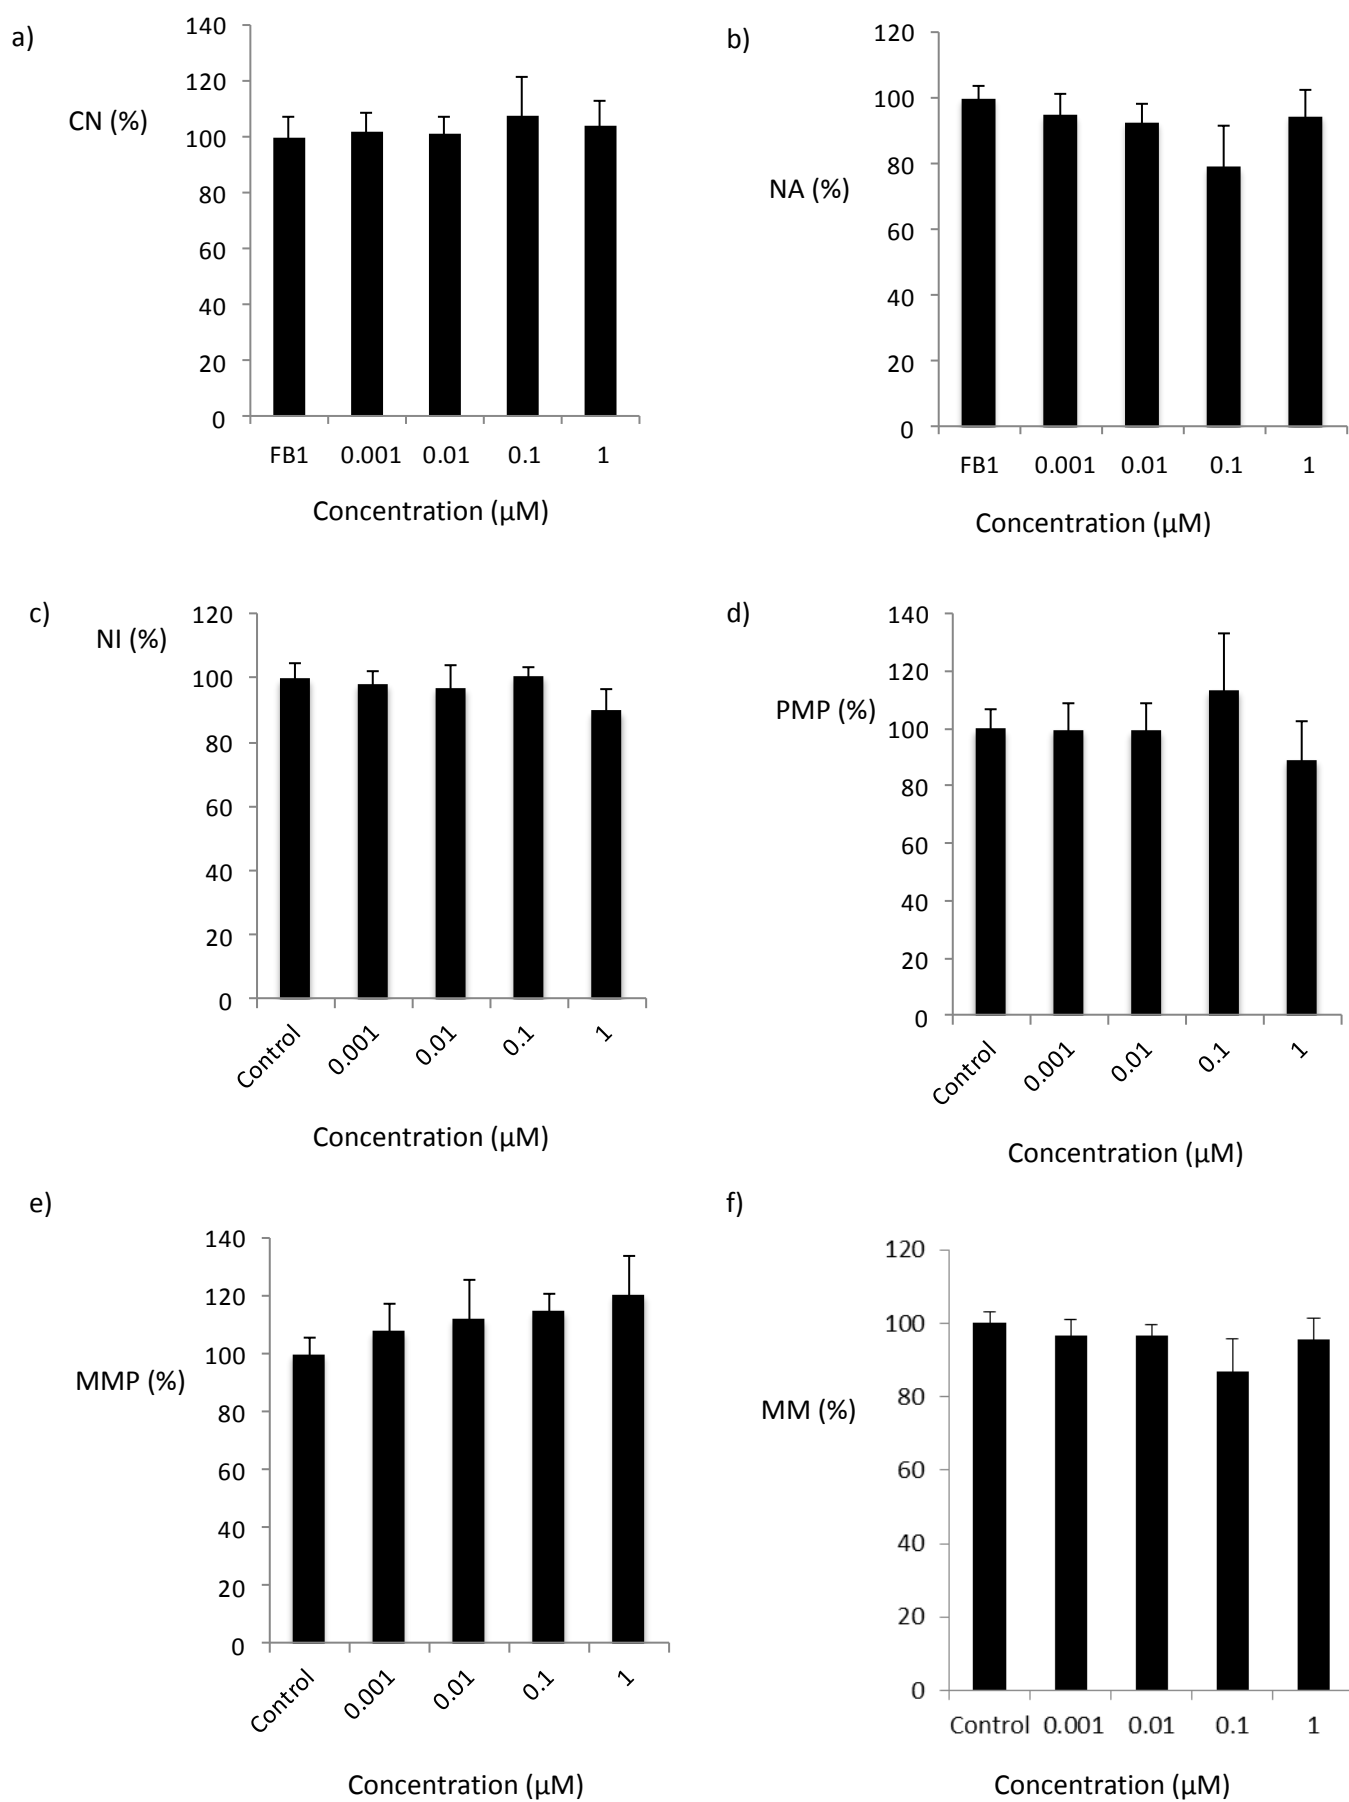 a)
CN (%)
140
120
100
80
60
40
20
0
FB1 0.001 0.01 0.1 1
Concentration (µM)
b)
NA (%)
120
100
80
60
40
20
0
FB1 0.001 0.01 0.1 1
Concentration (µM)
c)
NI (%)
120
100
80
60
40
20
0
Control 0.001 0.01 0.1 1
Concentration (µM)
d)
PMP (%)
140
120
100
80
60
40
20
0
Control 0.001 0.01 0.1 1
Concentration (µM)
e)
MMP (%)
140
120
100
80
60
40
20
0
Control 0.001 0.01 0.1 1
Concentration (µM)
f)
MM (%)
120
100
80
60
40
20
0
Control 0.001 0.01 0.1 1
Concentration (µM)